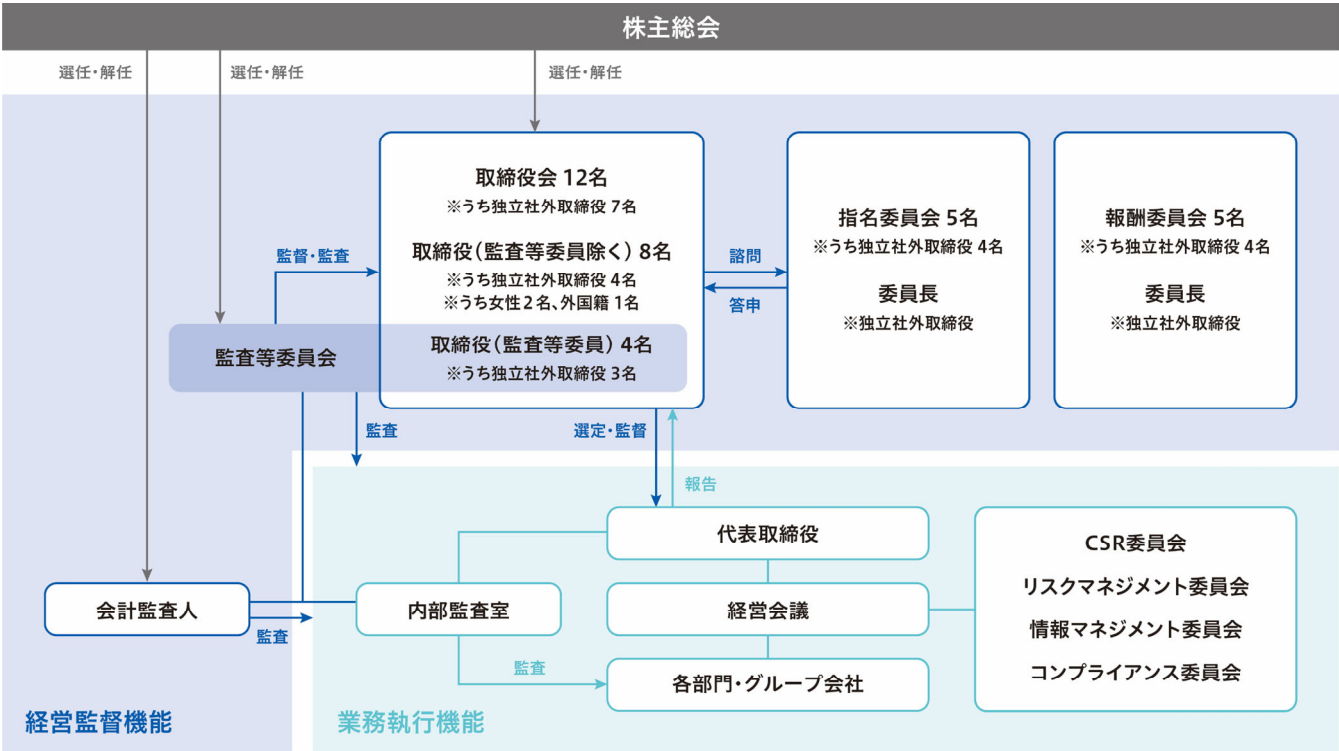 株主総会
選任・解任
選任・解任
選任・解任
取締役会 12名
※うち独立社外取締役 7名
取締役(監査等委員除く) 8名
※うち独立社外取締役 4名
※うち女性2名、外国籍 1名
監督・監査
監査等委員会
取締役(監査等委員) 4名
※うち独立社外取締役 3名
諮問
答申
指名委員会 5名
※うち独立社外取締役 4名
委員長
※独立社外取締役
報酬委員会 5名
※うち独立社外取締役 4名
委員長
※独立社外取締役
監査
選定・監督
報告
代表取締役
会計監査人
監査
内部監査室
経営会議
監査
各部門・グループ会社
CSR委員会
リスクマネジメント委員会
情報マネジメント委員会
コンプライアンス委員会
経営監督機能
業務執行機能